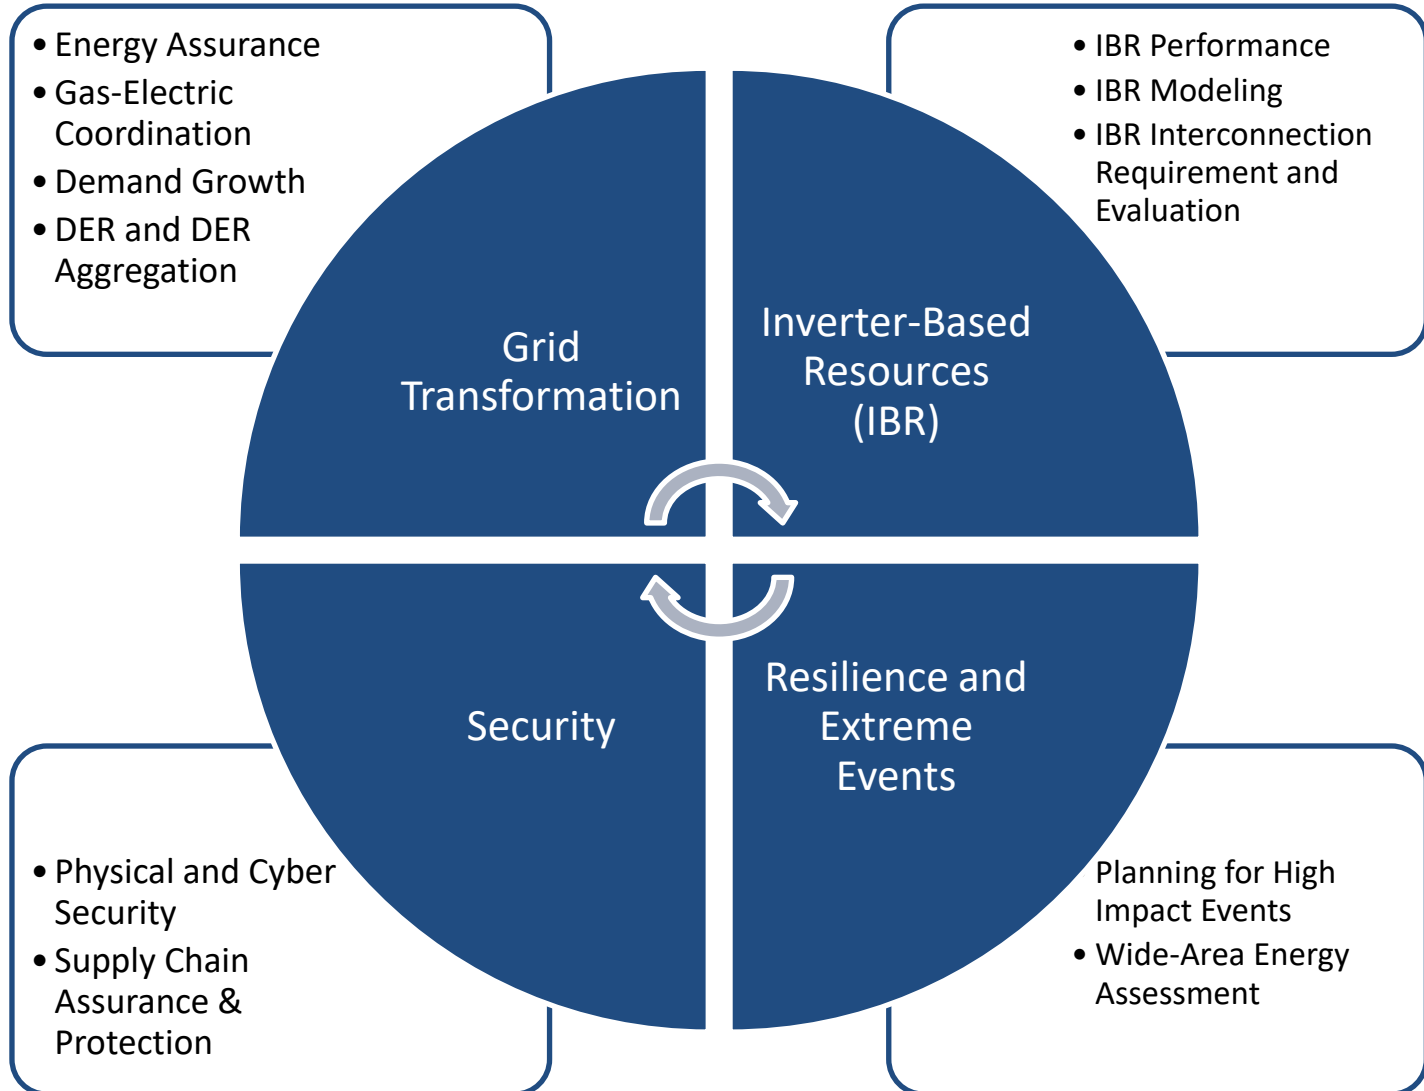 • Energy Assurance
• Gas-Electric
Coordination
• Demand Growth
• DER and DER
Aggregation
• IBR Performance
• IBR Modeling
• IBR Interconnection
Requirement and
Evaluation
Grid
Transformation
Inverter-Based
Resources
(IBR)
Security
Resilience and
Extreme
Events
• Physical and Cyber
Security
• Supply Chain
Assurance &
Protection
Planning for High
Impact Events
• Wide-Area Energy
Assessment